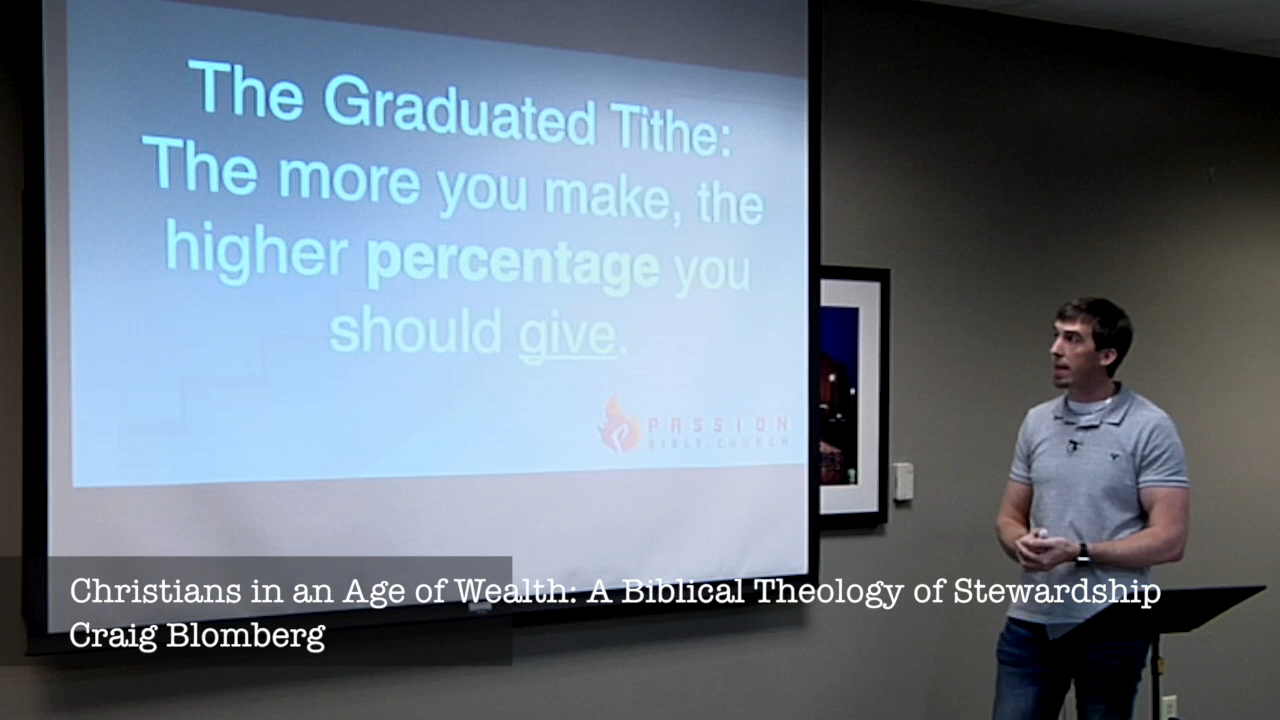 The Graduated Tithe:
The more you make, the
higher percentage you
should give.
PASSION
BIBLE CHURCH
Christians in an Age of Wealth: A Biblical Theology of Stewardship
Craig Blomberg